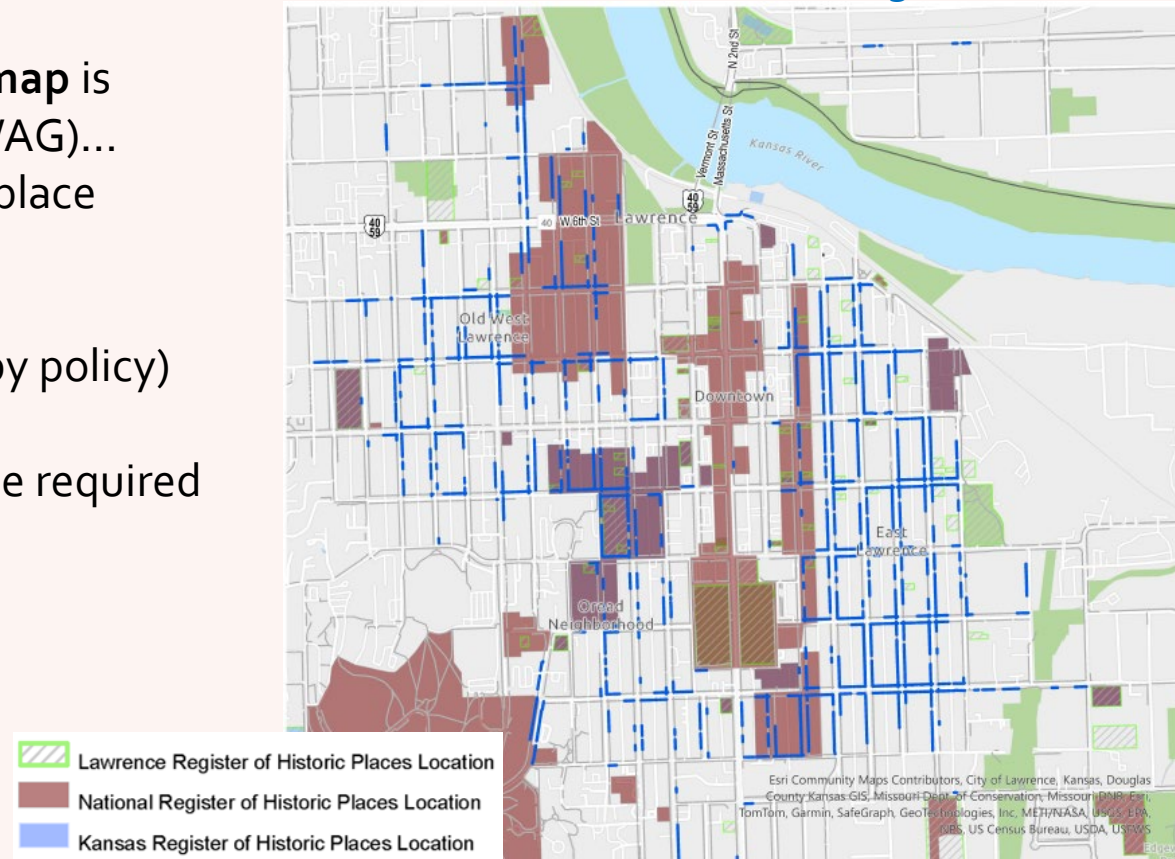 map is
VAG)...
place
by policy)
e required
N 2nd St
Vermont St
Massachusetts St
Kansas River
40
59
40
59
40
W 6th St
Lawrence
Old West
Lawrence
Downtown
East
Lawrence
Oread
Neighborhood
Lawrence Register of Historic Places Location
National Register of Historic Places Location
Kansas Register of Historic Places Location
Esri Community Maps Contributors, City of Lawrence, Kansas, Douglas
County Kansas GIS, Missouri Dept. of Conservation, Missouri DNR, Esri,
TomTom, Garmin, SafeGraph, GeoTechnologies, Inc, METI/NASA, USGS, EPA,
NPS, US Census Bureau, USDA, USFWS